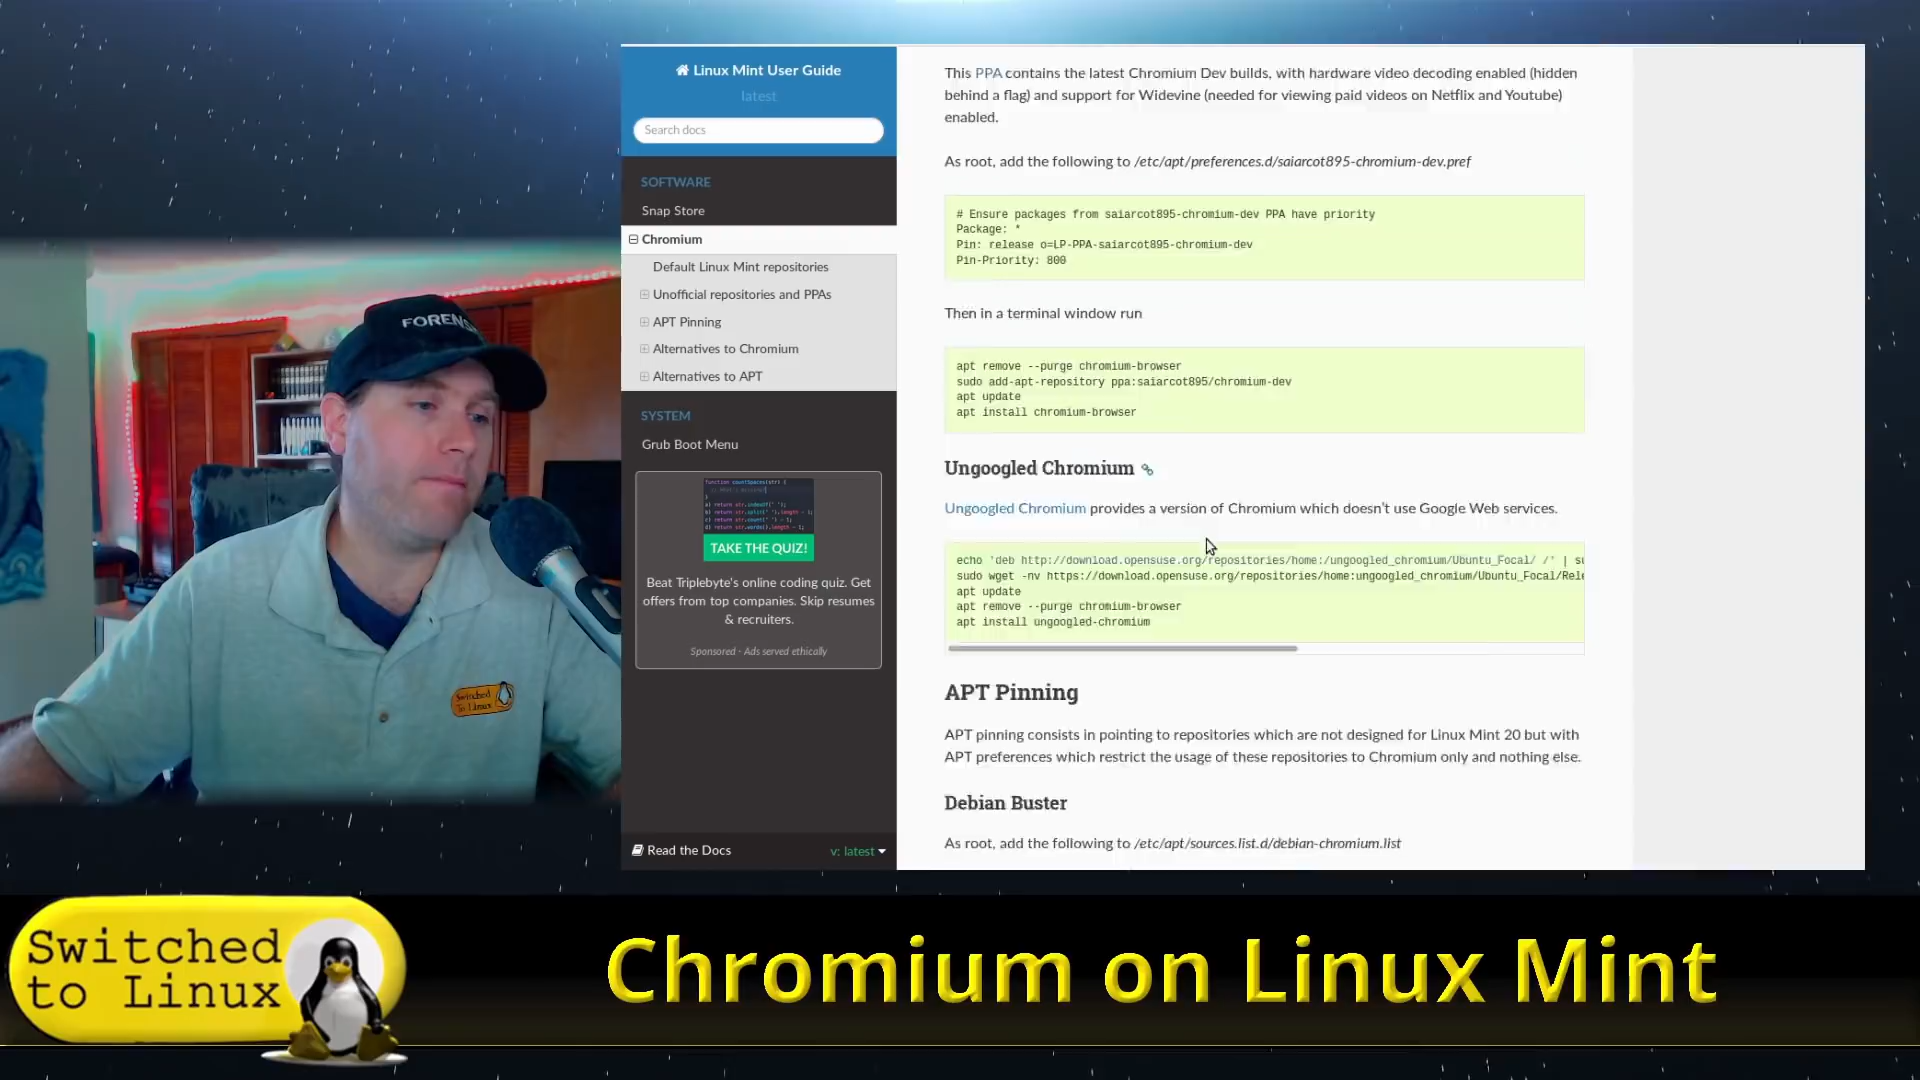 Linux Mint User Guide
latest
Search docs
SOFTWARE
Snap Store
Chromium
Default Linux Mint repositories
Unofficial repositories and PPAs
APT Pinning
Alternatives to Chromium
Alternatives to APT
SYSTEM
Grub Boot Menu
TAKE THE QUIZ!
Beat Triplebyte's online coding quiz. Get
offers from top companies. Skip resumes
& recruiters.
Sponsored - Ads served ethically
Read the Docs
v: latest
This PPA contains the latest Chromium Dev builds, with hardware video decoding enabled (hidden
behind a flag) and support for Widevine (needed for viewing paid videos on Netflix and Youtube)
enabled.
As root, add the following to /etc/apt/preferences.d/saiarcot895-chromium-dev.pref
# Ensure packages from saiarcot895-chromium-dev PPA have priority
Package: *
Pin: release o=LP-PPA-saiarcot895-chromium-dev
Pin-Priority: 800
Then in a terminal window run
apt remove --purge chromium-browser
sudo add-apt-repository ppa:saiarcot895/chromium-dev
apt update
apt install chromium-browser
Ungoogled Chromium
Ungoogled Chromium provides a version of Chromium which doesn't use Google Web services.
echo 'deb http://download.opensuse.org/repositories/home:/ungoogled_chromium/Ubuntu_Focal/ /' | su
sudo wget -nv https://download.opensuse.org/repositories/home:ungoogled_chromium/Ubuntu_Focal/Rele
apt update
apt remove --purge chromium-browser
apt install ungoogled-chromium
APT Pinning
APT pinning consists in pointing to repositories which are not designed for Linux Mint 20 but with
APT preferences which restrict the usage of these repositories to Chromium only and nothing else.
Debian Buster
As root, add the following to /etc/apt/sources.list.d/debian-chromium.list
FORENS
Switched
To Linux
Switched
to Linux
Chromium on Linux Mint